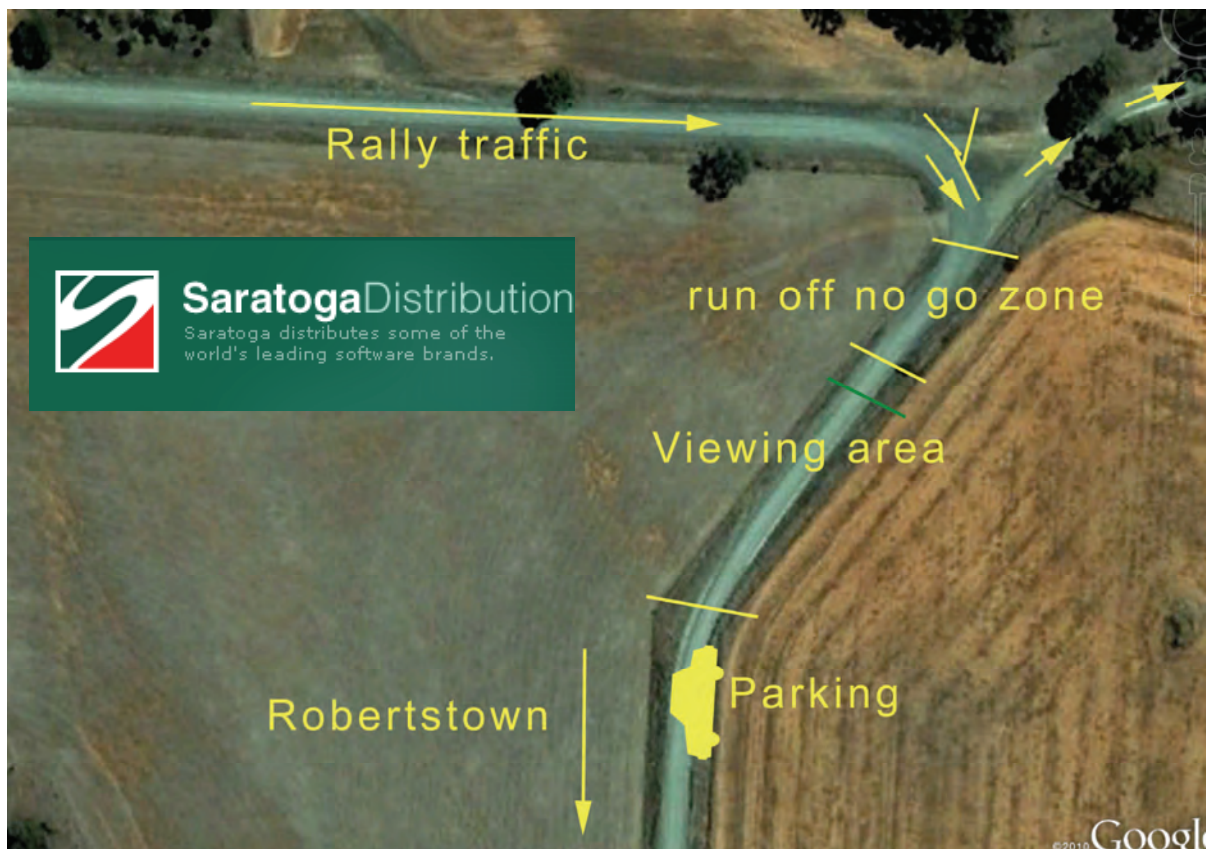 Rally traffic
SaratogaDistribution
Saratoga distributes some of the
world's leading software brands.
run off no go zone
Viewing area
Robertstown
Parking
©2010 Google